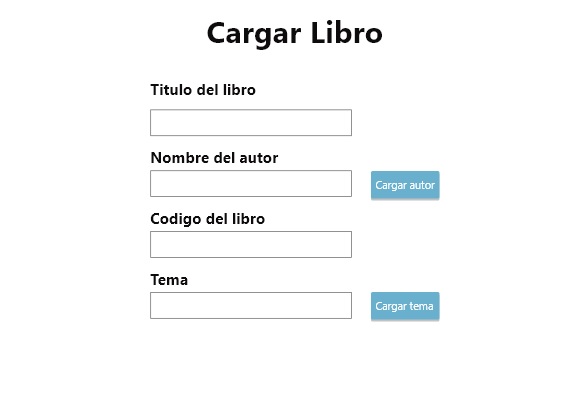 Cargar Libro
Titulo del libro
Nombre del autor
Cargar autor
Codigo del libro
Tema
Cargar tema